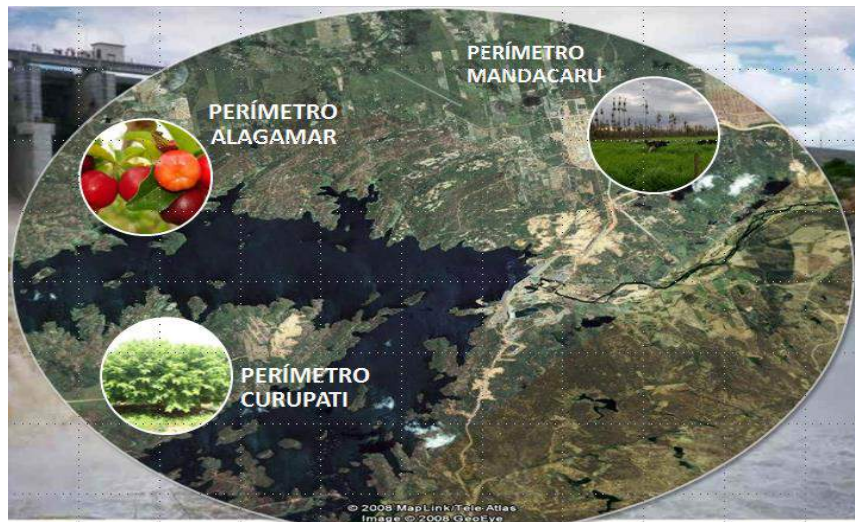 PERÍMETRO
MANDACARU
PERÍMETRO
ALAGAMAR
PERÍMETRO
CURUPATI
© 2008 MapLink/Tele-Atlas
Image © 2008 GeoEye